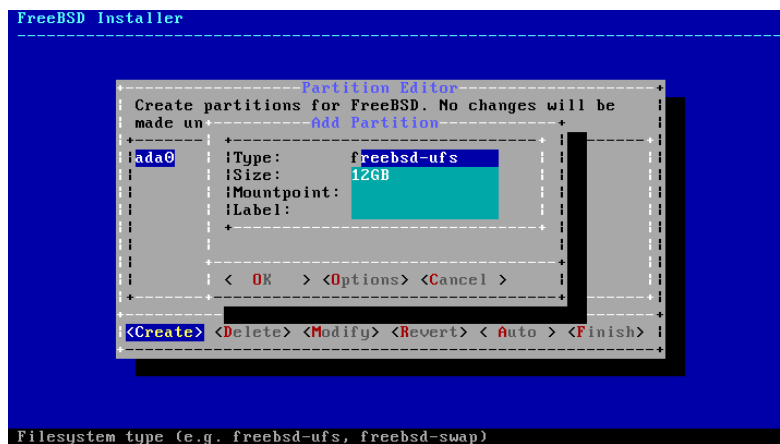 FreeBSD Installer
Partition Editor
Create partitions for FreeBSD. No changes will be
made un
Add Partition
ada0
Type: freebsd-ufs
Size: 12GB
Mountpoint:
Label:
< OK > <Options> <Cancel >
<Create> <Delete> <Modify> <Revert> < Auto > <Finish>
Filesystem type (e.g. freebsd-ufs, freebsd-swap)